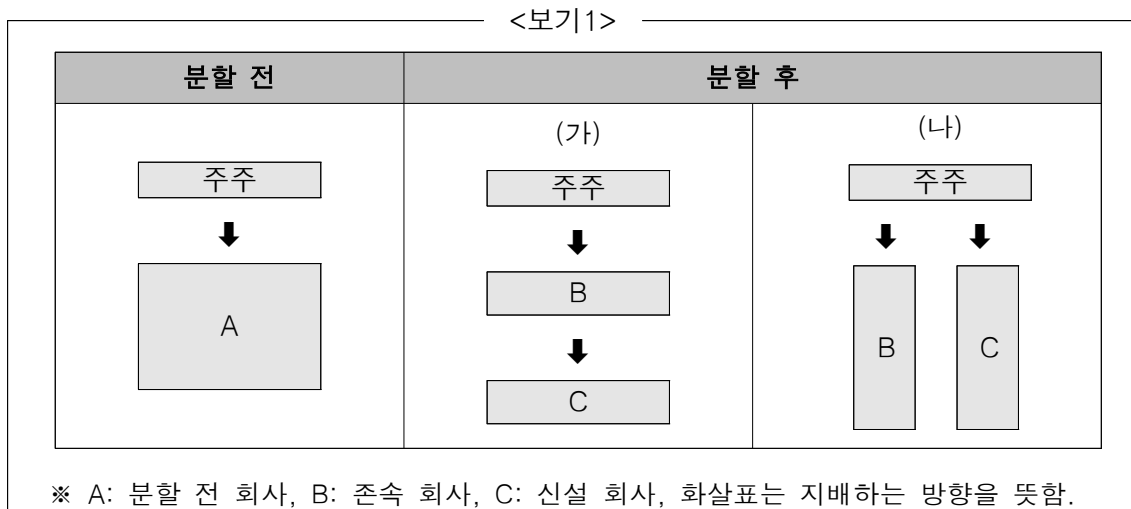 <보기1>
분할 전 분할 후
주주
A
(가)
주주
B
C
(나)
주주
B C
※ A: 분할 전 회사, B: 존속 회사, C: 신설 회사, 화살표는 지배하는 방향을 뜻함.